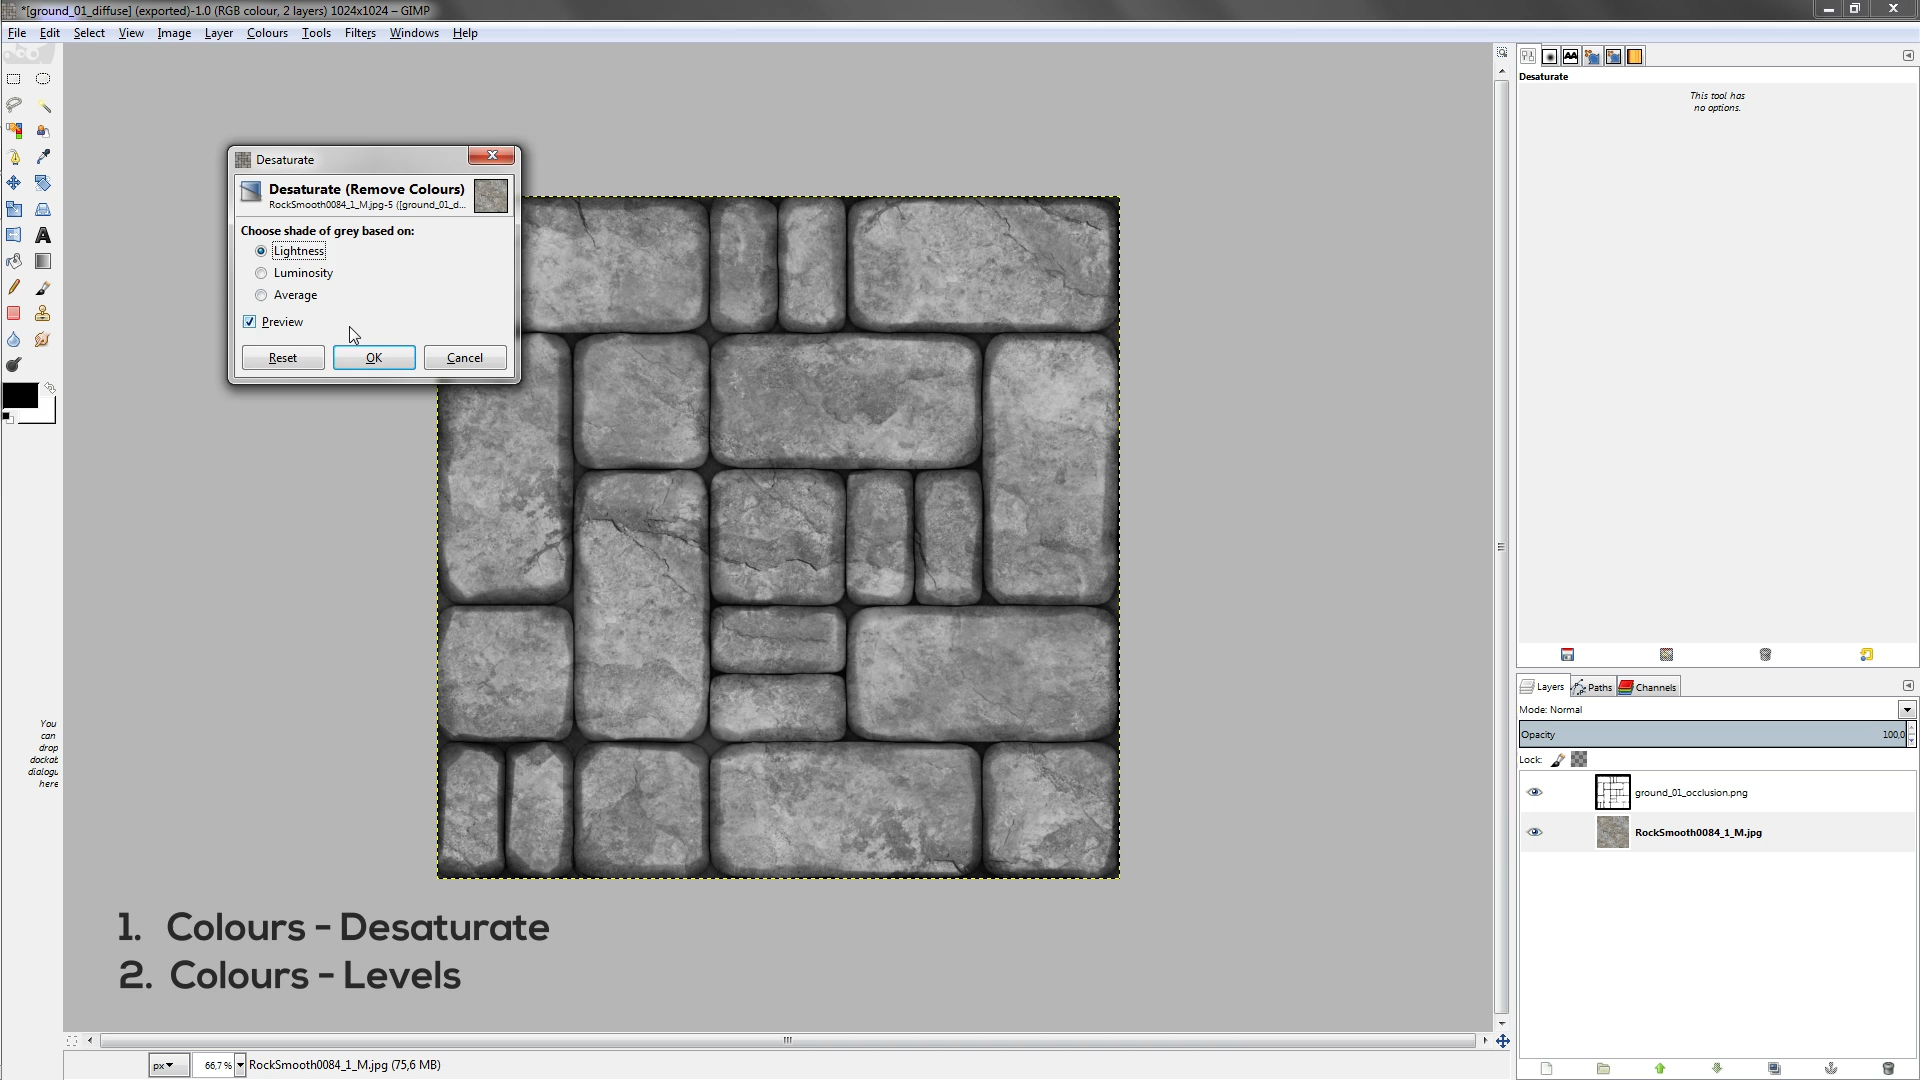 *[ground_01_diffuse] (exported)-1.0 (RGB colour, 2 layers) 1024x1024 – GIMP
File Edit Select View Image Layer Colours Tools Filters Windows Help
Desaturate
This tool has
no options.
Desaturate
Desaturate (Remove Colours)
RockSmooth0084_1_M.jpg-5 ([ground_01_d...
Choose shade of grey based on:
Lightness
Luminosity
Average
Preview
Reset OK Cancel
Layers Paths Channels
Mode: Normal
Opacity 100,0
Lock:
ground_01_occlusion.png
RockSmooth0084_1_M.jpg
You
can
drop
dockab
dialogu
here
1. Colours - Desaturate
2. Colours - Levels
px 66,7 % RockSmooth0084_1_M.jpg (75,6 MB)